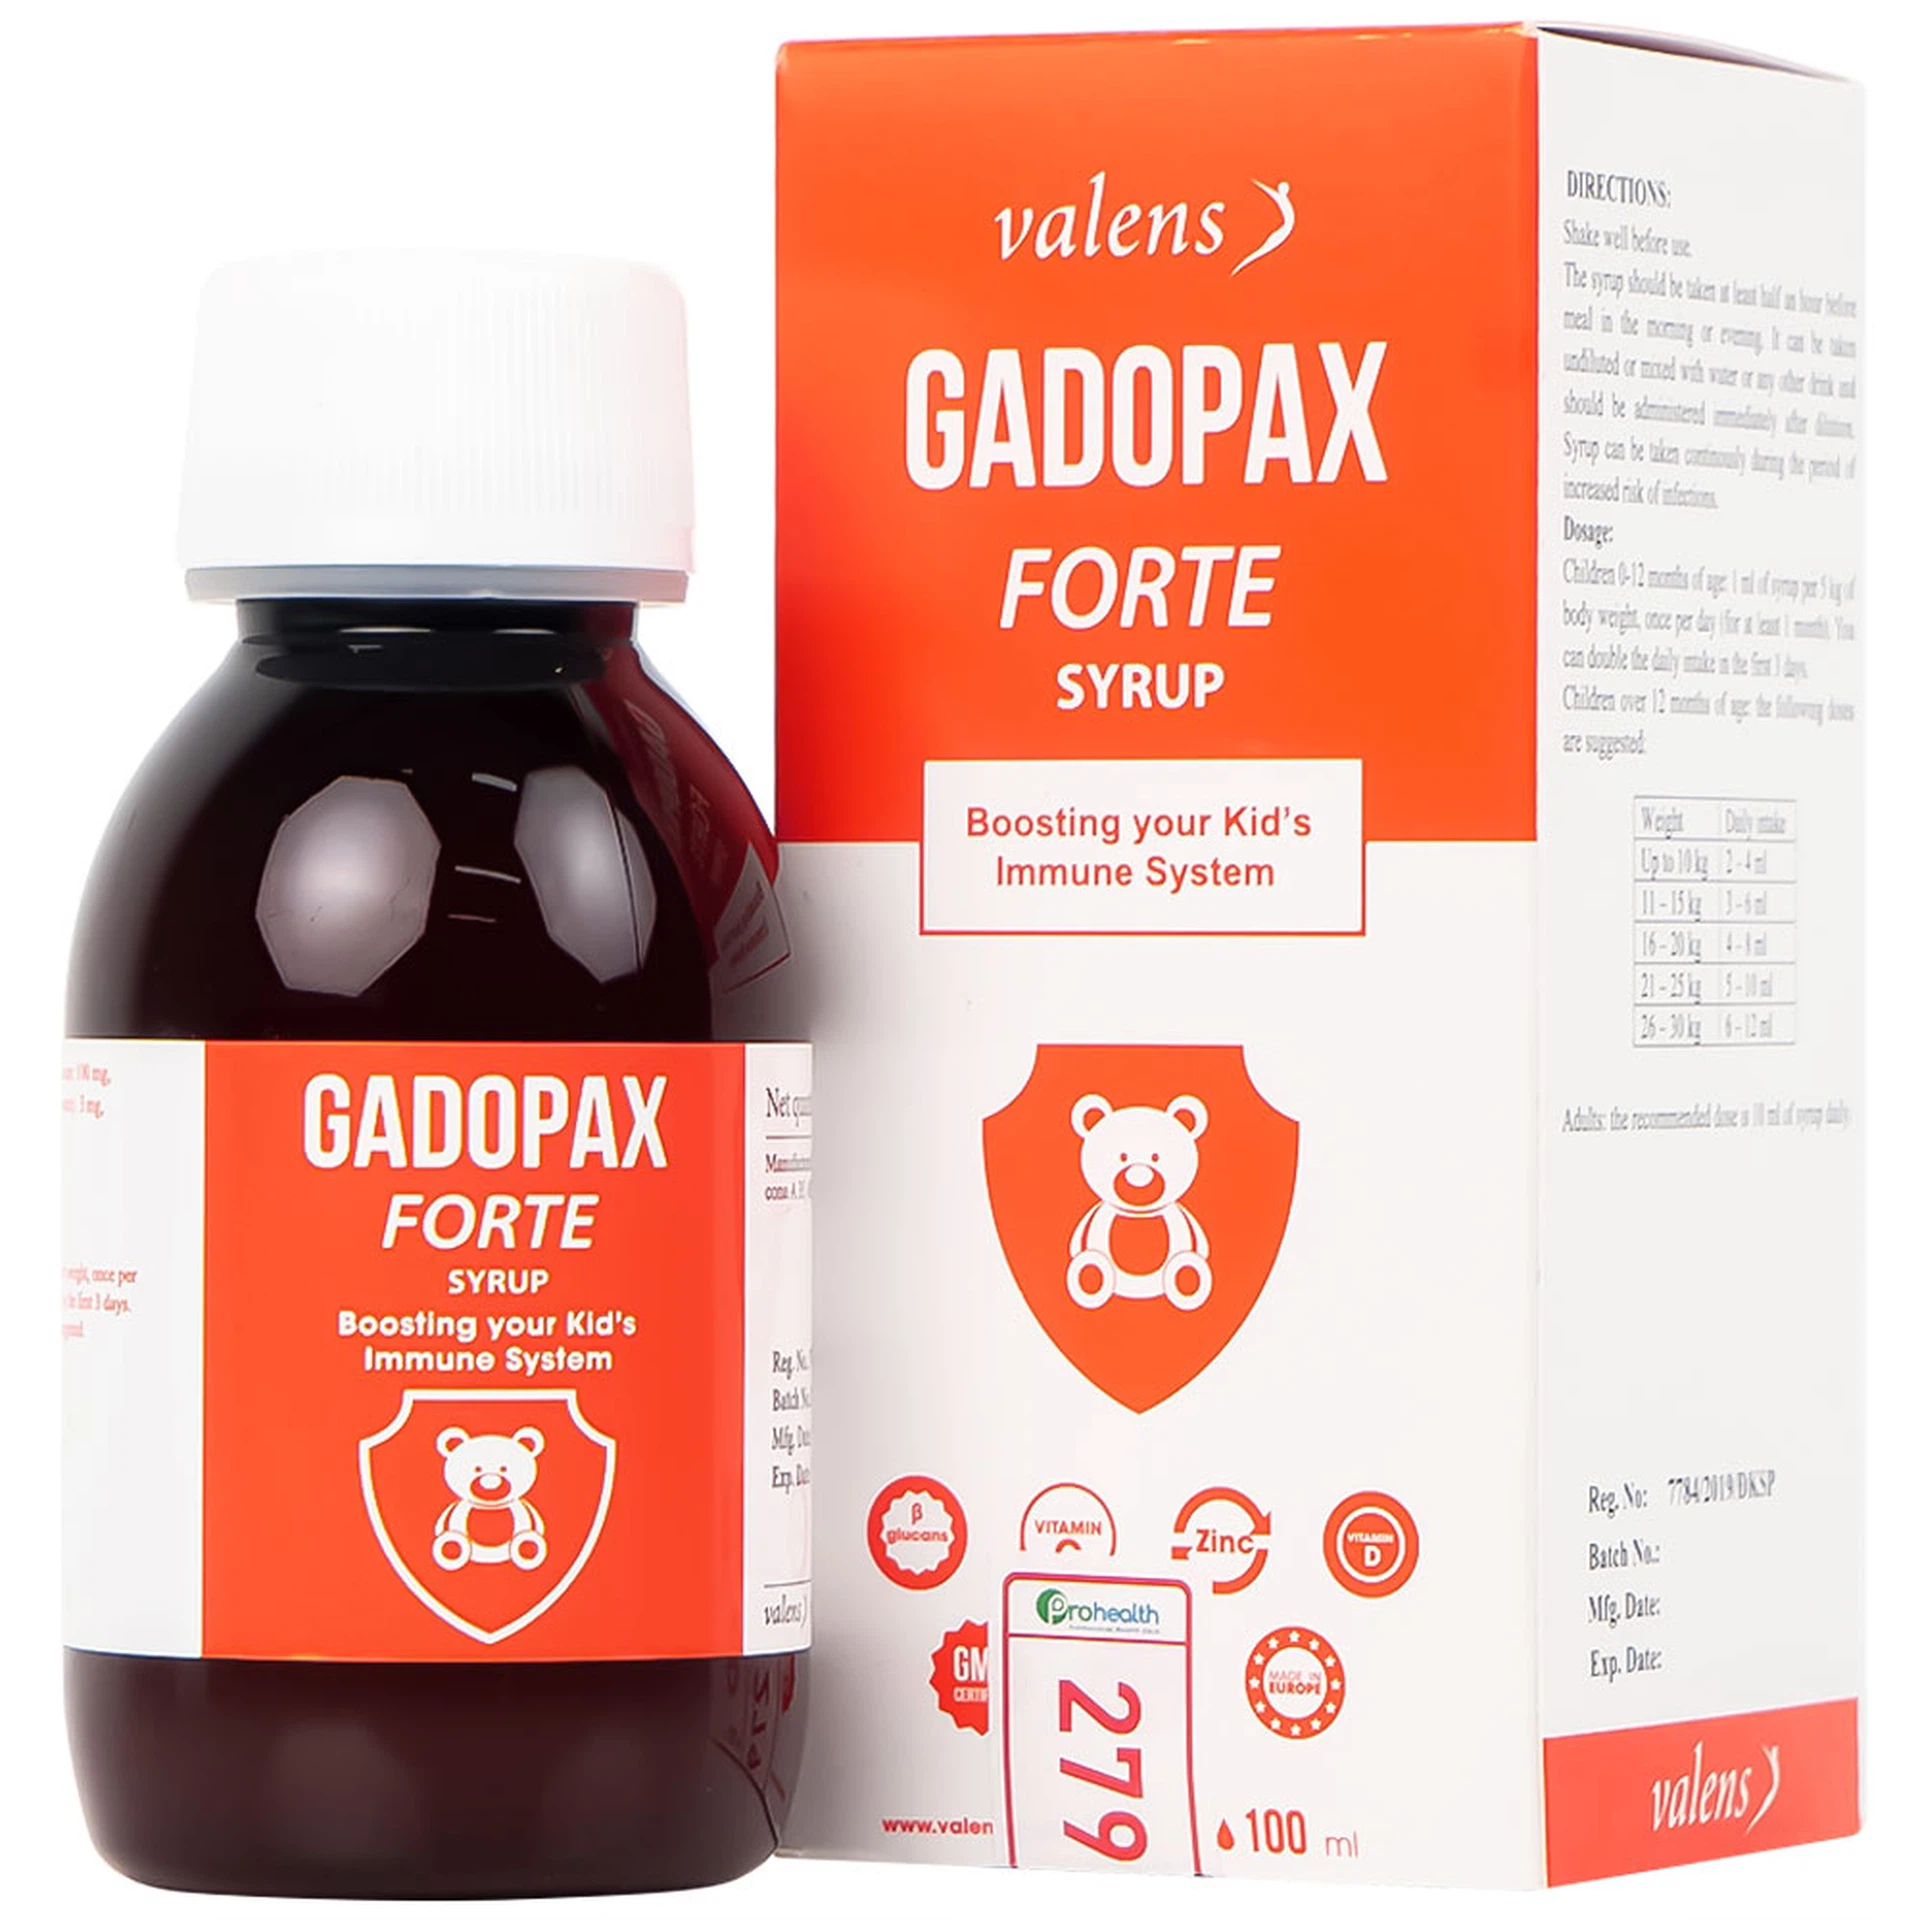 valens
GADOPAX
FORTE
SYRUP
Boosting your Kid's
Immune System
β
glucans
VITAMIN
Zinc
VITAMIN
D
GM
Prohealth
279
MADE IN
EUROPE
www.valen
100 ml
DIRECTIONS:
Shake well before use.
The syrup should be taken at least half an hour before
meal in the morning or evening. It can be taken
undiluted or mixed with water or any other drink and
should be administered immediately after dilution.
Syrup can be taken continously during the period of
increased risk of infections.
Dosage:
Children 0-12 months of age: 1 ml of syrup per 5 kg of
body weight, once per day (for at least 1 month). You
can double the daily intake in the first 3 days.
Children over 12 months of age: the following doses
are suggested:
Weight Daily intake
Up to 10 kg 2 - 4 ml
11 – 15 kg 3 - 6 ml
16 – 20 kg 4 - 8 ml
21 – 25 kg 5 - 10 ml
26 – 30 kg 6 - 12 ml
Adults: the recommended dose is 10 ml of syrup daily.
Reg. No: 7784/2019/DKSP
Batch No.:
Mfg. Date:
Exp. Date:
valens
100 mg,
3 mg,
once per
first 3 days.
GADOPAX
FORTE
SYRUP
Boosting your Kid's
Immune System
Net
Reg. N
Batch N
Mfg. D
Exp. D
valens